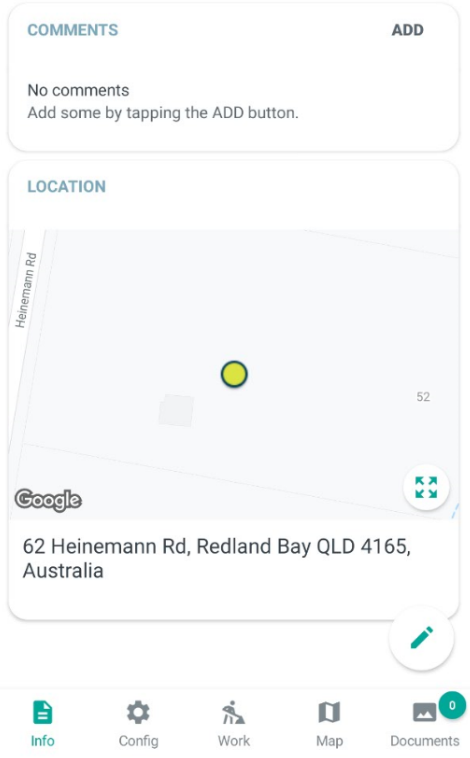 COMMENTS ADD
No comments
Add some by tapping the ADD button.
LOCATION
Heinemann Rd
52
Google
62 Heinemann Rd, Redland Bay QLD 4165,
Australia
0
Info Config Work Map Documents